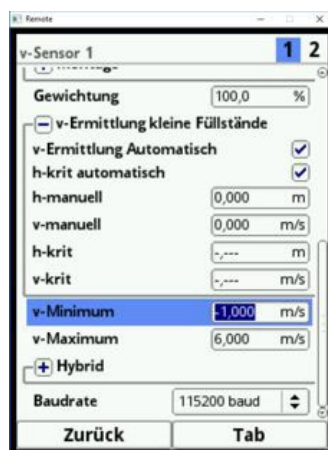 Remote
v-Sensor 1 1 2
Montage
Gewichtung 100,0 %
v-Ermittlung kleine Füllstände
v-Ermittlung Automatisch
h-krit automatisch
h-manuell 0,000 m
v-manuell 0,000 m/s
h-krit -,--- m
v-krit -,--- m/s
v-Minimum -1,000 m/s
v-Maximum 6,000 m/s
Hybrid
Baudrate 115200 baud
Zurück Tab